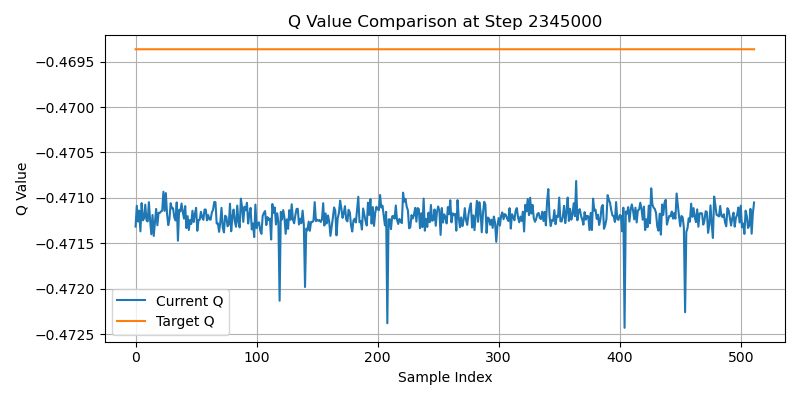 Q Value Comparison at Step 2345000
Q Value
−0.4695
−0.4700
−0.4705
−0.4710
−0.4715
−0.4720
−0.4725
Current Q
Target Q
0 100 200 300 400 500
Sample Index